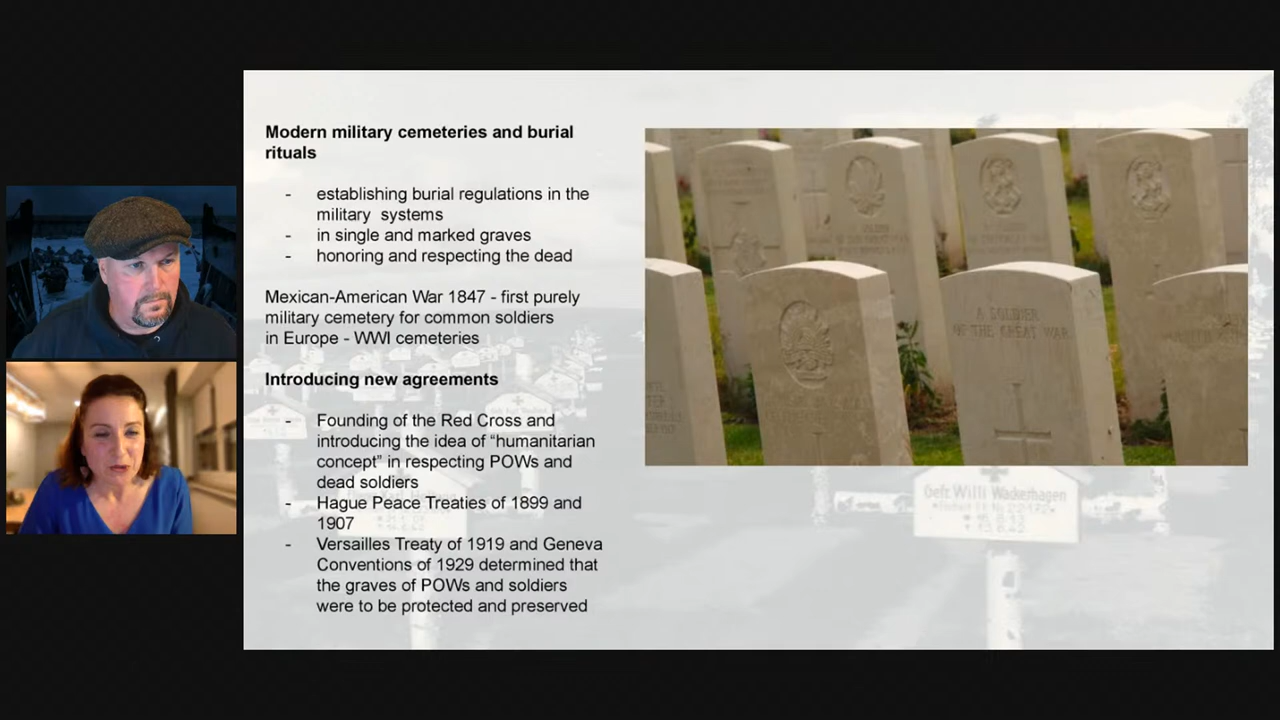 Modern military cemeteries and burial
rituals
- establishing burial regulations in the
military systems
- in single and marked graves
- honoring and respecting the dead
Mexican-American War 1847 - first purely
military cemetery for common soldiers
in Europe - WWI cemeteries
Introducing new agreements
- Founding of the Red Cross and
introducing the idea of “humanitarian
concept” in respecting POWs and
dead soldiers
- Hague Peace Treaties of 1899 and
1907
- Versailles Treaty of 1919 and Geneva
Conventions of 1929 determined that
the graves of POWs and soldiers
were to be protected and preserved
A SOLDIER
OF THE GREAT WAR
Gefr. Willi Wackerhagen